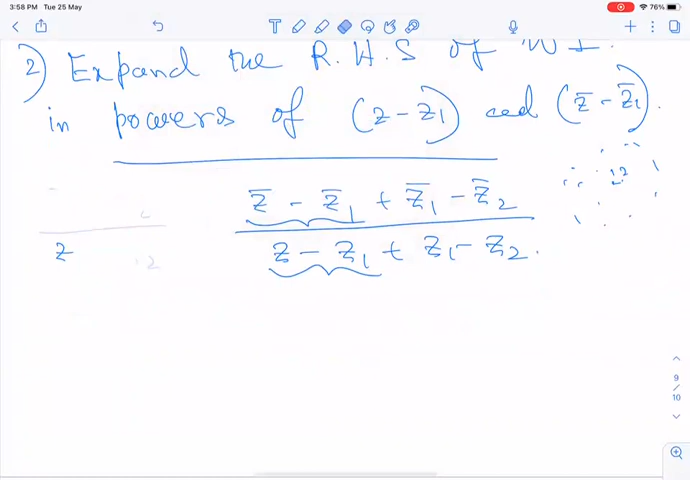 3:58 PM Tue 25 May
76%
2) Expand the R.H.S of WI.
in powers of (z - z₁) and (z̄ - z̄₁).
z̄ - z̄₁ + z̄₁ - z̄₂
z - z₁ + z₁ - z₂.
z
9
/
10